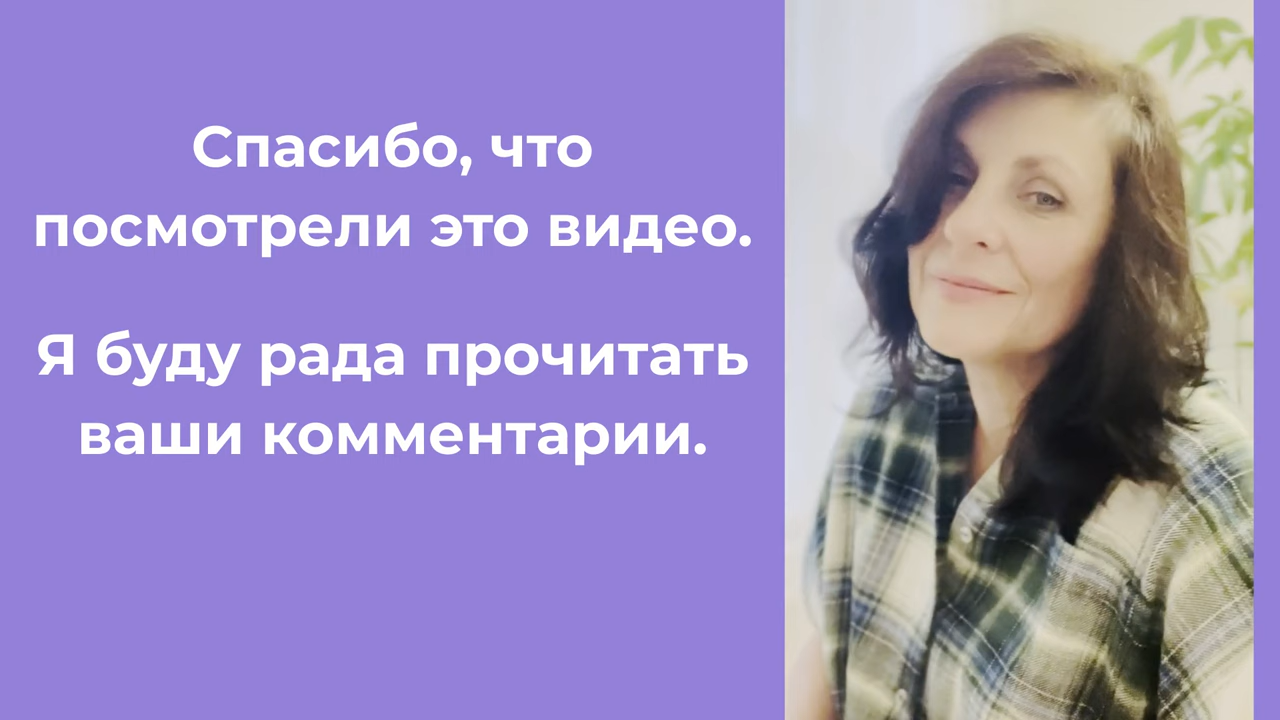 Спасибо, что
посмотрели это видео.
Я буду рада прочитать
ваши комментарии.